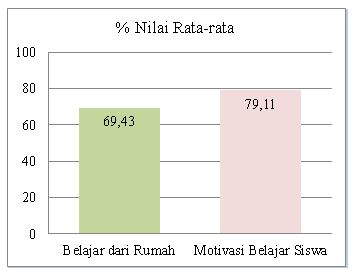 % Nilai Rata-rata
100
80
60
40
20
0
69,43
79,11
Belajar dari Rumah
Motivasi Belajar Siswa